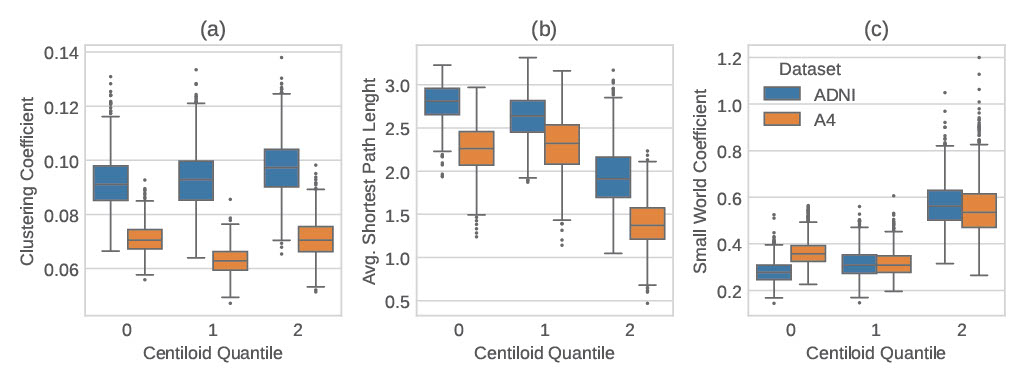 (a)
Clustering Coefficient
0.14
0.12
0.10
0.08
0.06
0
1
2
Centiloid Quantile
(b)
Avg. Shortest Path Lenght
3.0
2.5
2.0
1.5
1.0
0.5
0
1
2
Centiloid Quantile
(c)
Small World Coefficient
1.2
1.0
0.8
0.6
0.4
0.2
Dataset
ADNI
A4
0
1
2
Centiloid Quantile